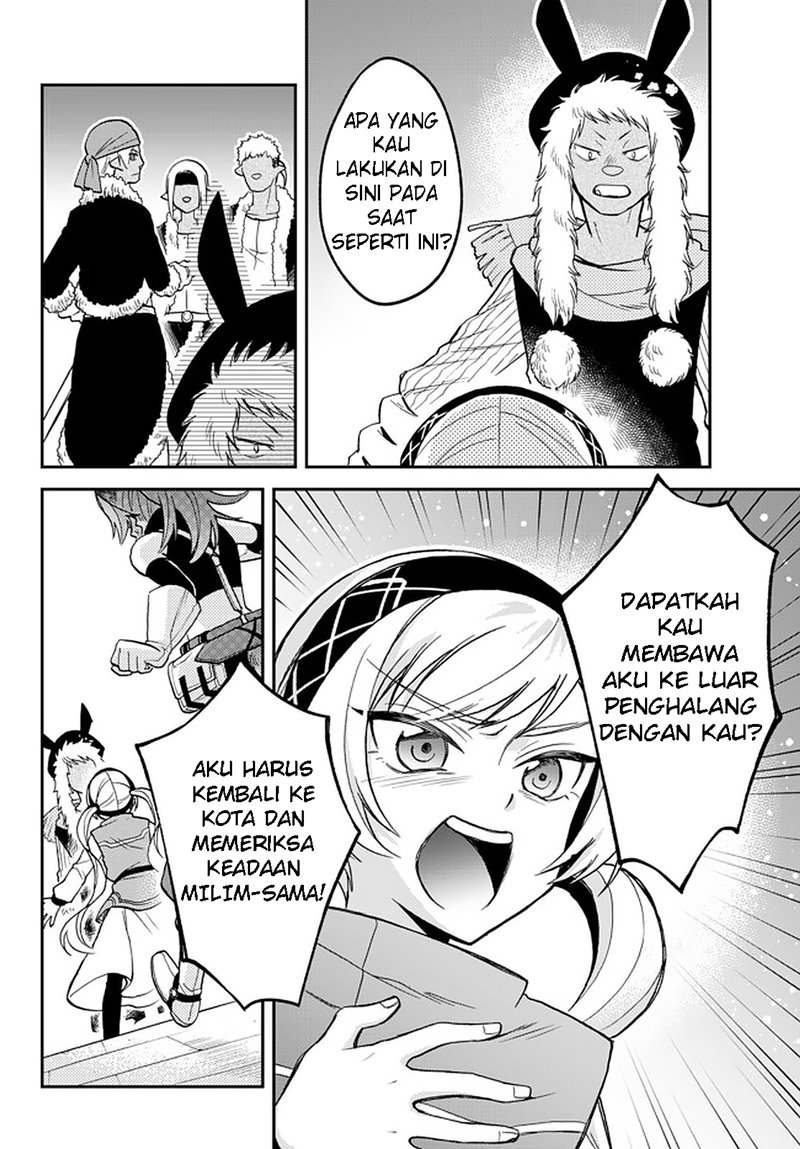 APA YANG
KAU
LAKUKAN DI
SINI PADA
SAAT
SEPERTI INI?
DAPATKAH
KAU
MEMBAWA
AKU KE LUAR
PENGHALANG
DENGAN KAU?
AKU HARUS
KEMBALI KE
KOTA DAN
MEMERIKSA
KEADAAN
MILIM-SAMA!